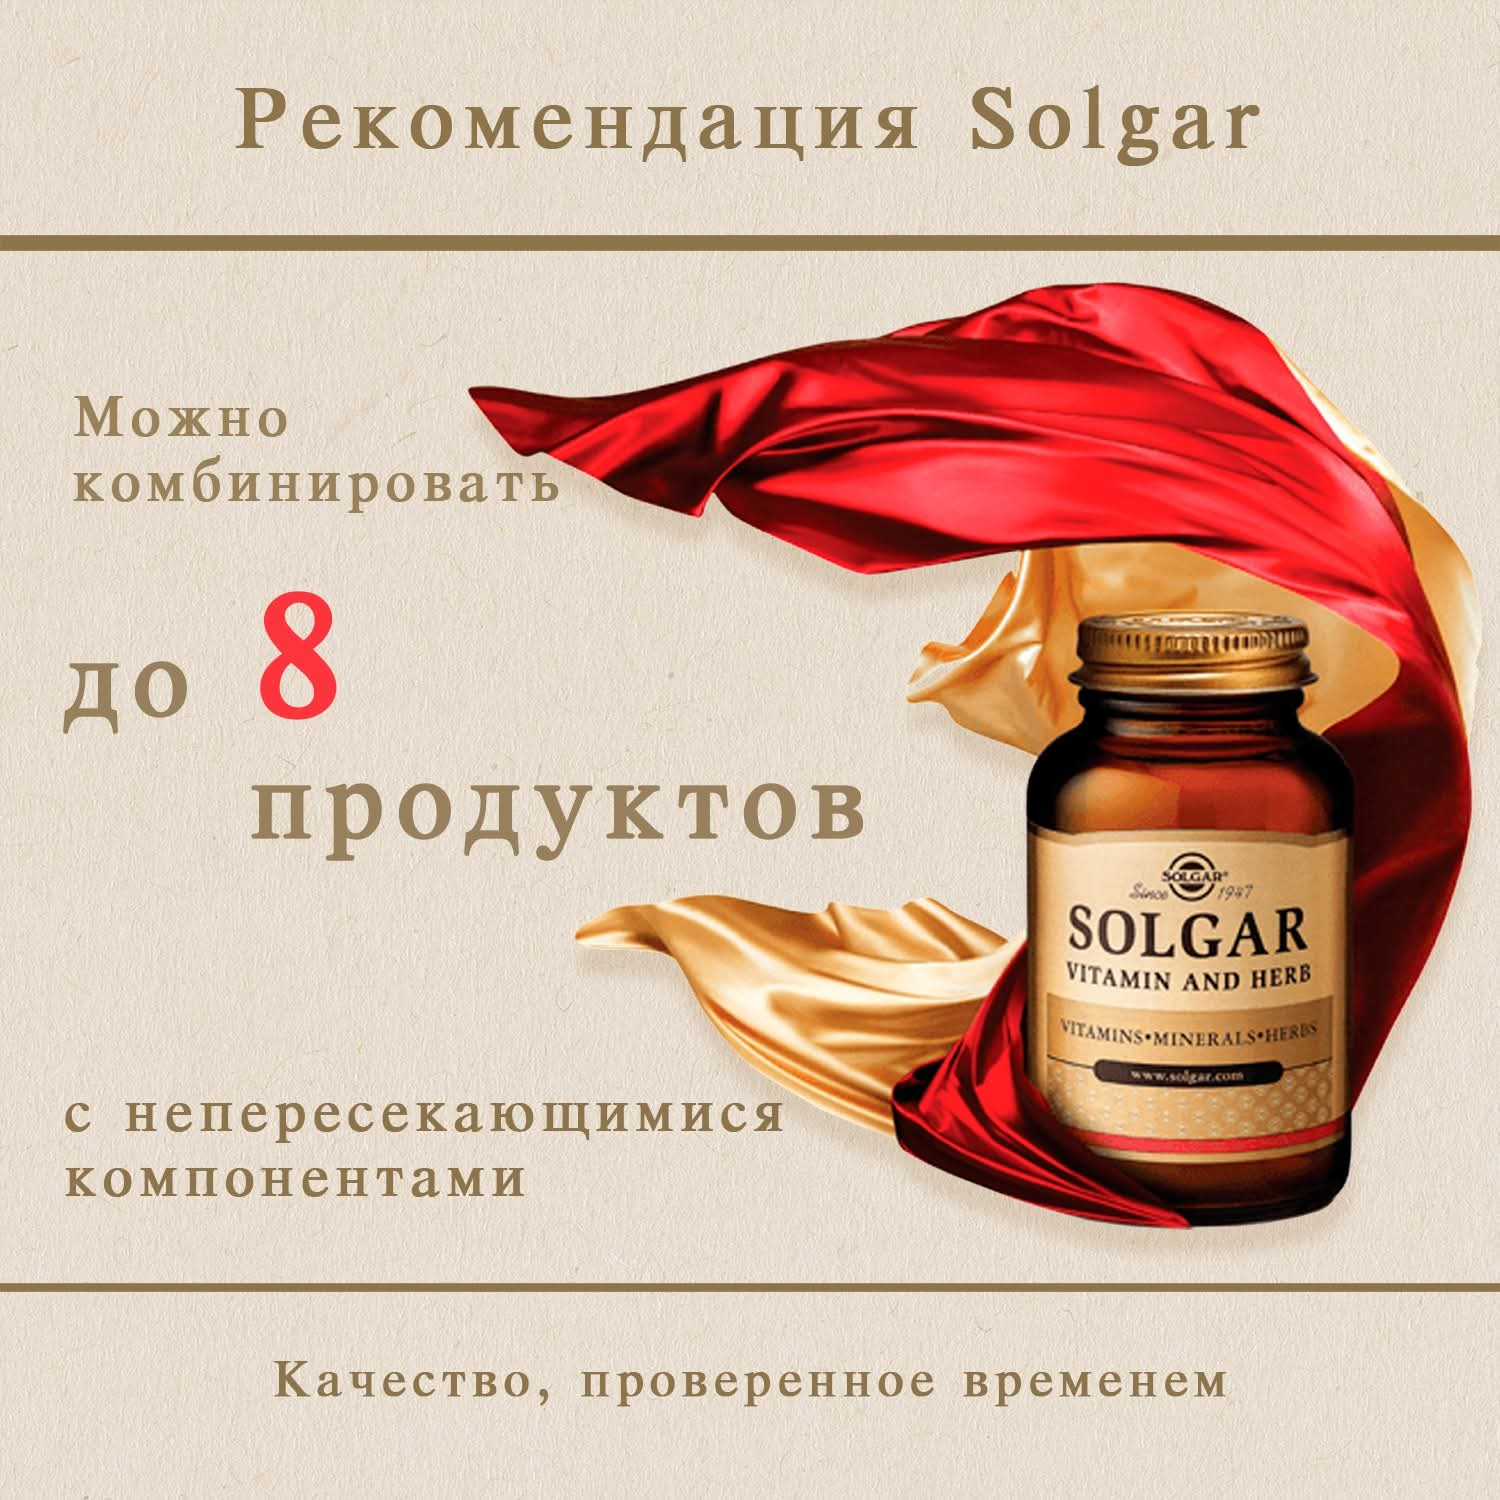 Рекомендация Solgar
Можно
комбинировать
до 8
продуктов
SOLGAR®
Since 1947
SOLGAR
VITAMIN AND HERB
VITAMINS•MINERALS•HERBS
www.solgar.com
с непересекающимися
компонентами
Качество, проверенное временем